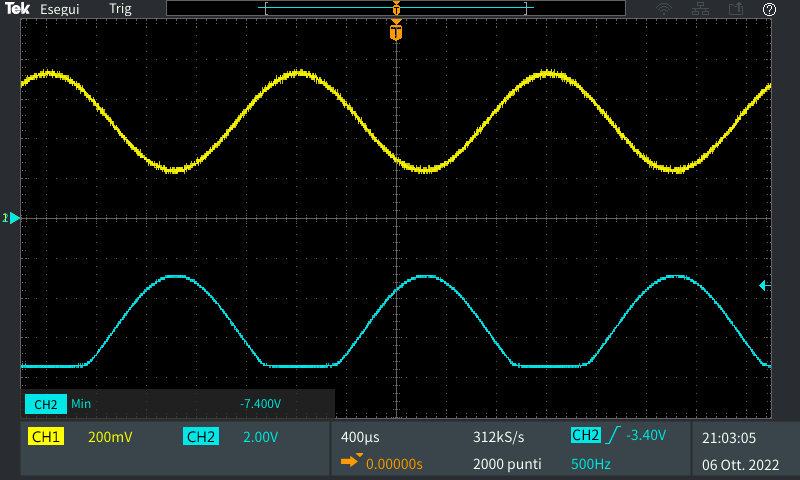 Tek Esegui Trig
T
T
CH2 Min -7.400V
CH1 200mV CH2 2.00V 400µs 312kS/s CH2 -3.40V 21:03:05
0.00000s 2000 punti 500Hz 06 Ott. 2022